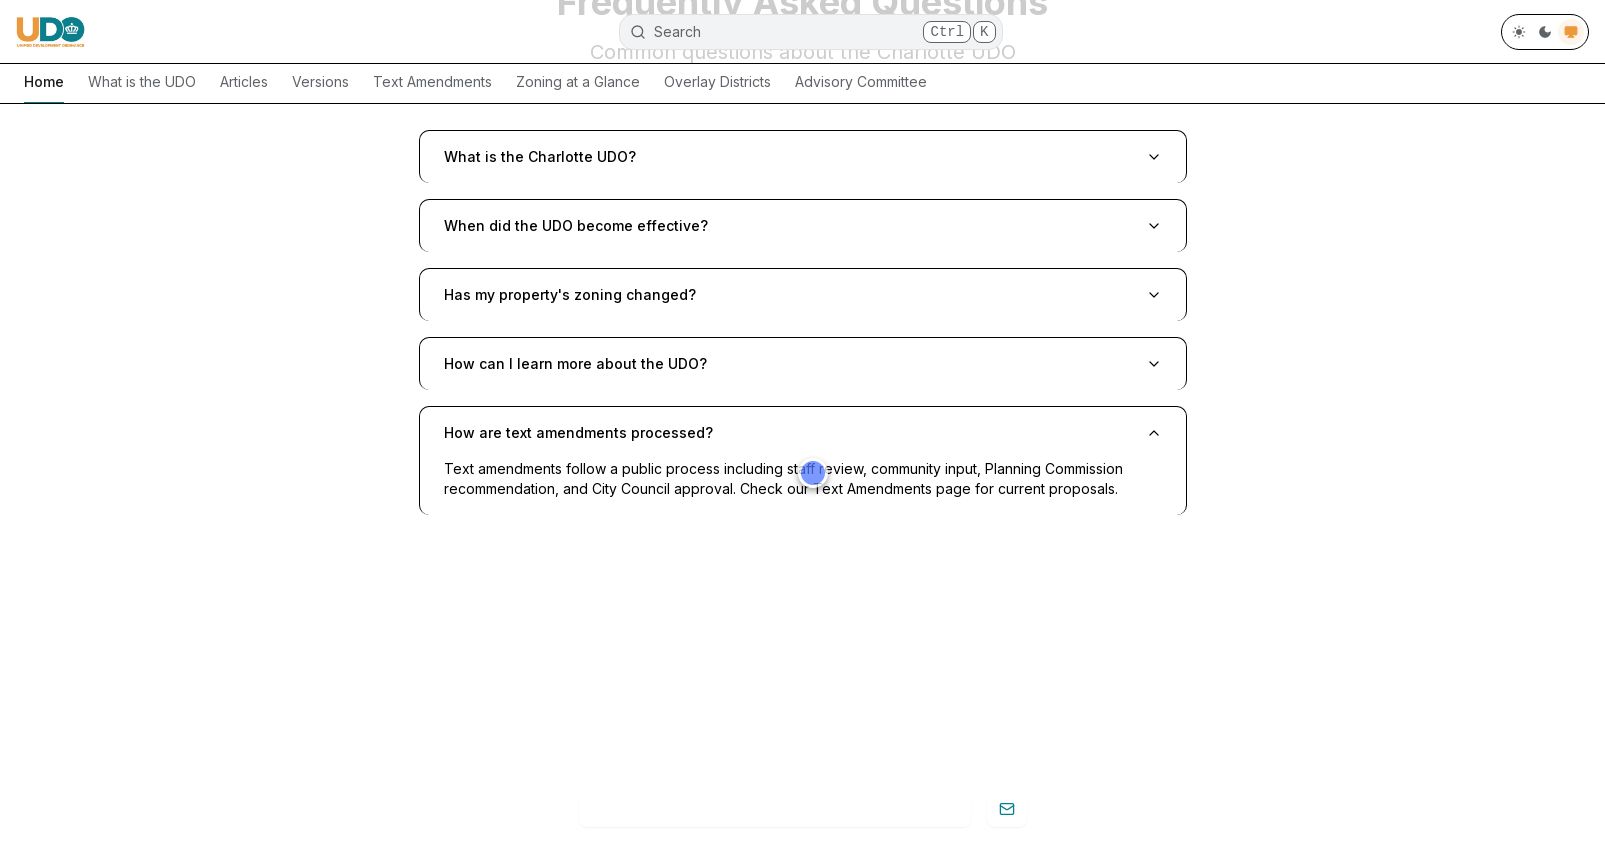 Frequently Asked Questions
UDO
UNIFIED DEVELOPMENT ORDINANCE
Search
Ctrl K
Common questions about the Charlotte UDO
Home What is the UDO Articles Versions Text Amendments Zoning at a Glance Overlay Districts Advisory Committee
What is the Charlotte UDO?
When did the UDO become effective?
Has my property's zoning changed?
How can I learn more about the UDO?
How are text amendments processed?
Text amendments follow a public process including staff review, community input, Planning Commission
recommendation, and City Council approval. Check our Text Amendments page for current proposals.